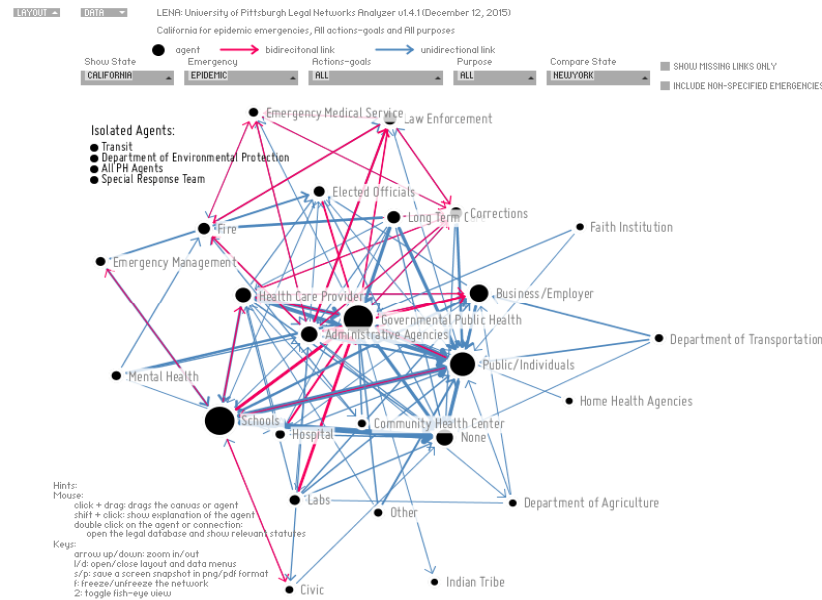 LAYOUT DATA LENA: University of Pittsburgh Legal Networks Analyzer v1.4.1 (December 12, 2015)
California for epidemic emergencies, All actions-goals and All purposes
agent bidirecitonal link unidirectional link
Show State Emergency Actions-goals Purpose Compare State
CALIFORNIA EPIDEMIC ALL ALL NEWYORK
SHOW MISSING LINKS ONLY
INCLUDE NON-SPECIFIED EMERGENCIES
Emergency Medical Service
Law Enforcement
Isolated Agents:
Transit
Department of Environmental Protection
All PH Agents
Special Response Team
Elected Officials
Long Term C
Corrections
Fire
Faith Institution
Emergency Management
Health Care Provider
Business/Employer
Governmental Public Health
Administrative Agencies
Department of Transportation
Public/Individuals
Mental Health
Home Health Agencies
Schools
Community Health Center
Hospital
None
Labs
Department of Agriculture
Other
Indian Tribe
Civic
Hints:
Mouse:
click + drag: drags the canvas or agent
shift + click: show explanation of the agent
double click on the agent or connection:
open the legal database and show relevant statutes
Keys:
arrow up/down: zoom in/out
l/d: open/close layout and data menus
s/p: save a screen snapshot in png/pdf format
f: freeze/unfreeze the network
2: toggle fish-eye view